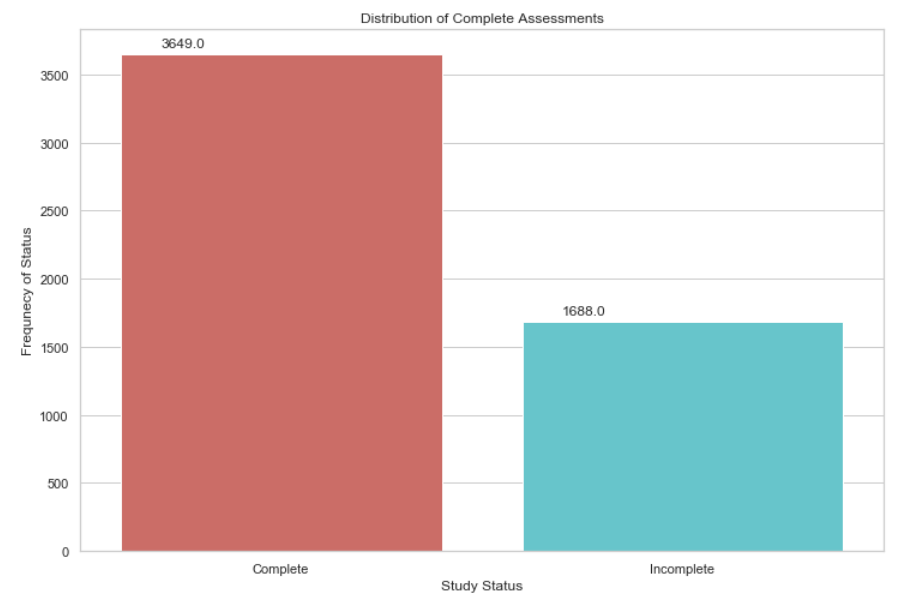 Distribution of Complete Assessments
3649.0
1688.0
3500
3000
2500
2000
1500
1000
500
0
Frequnecy of Status
Complete
Incomplete
Study Status